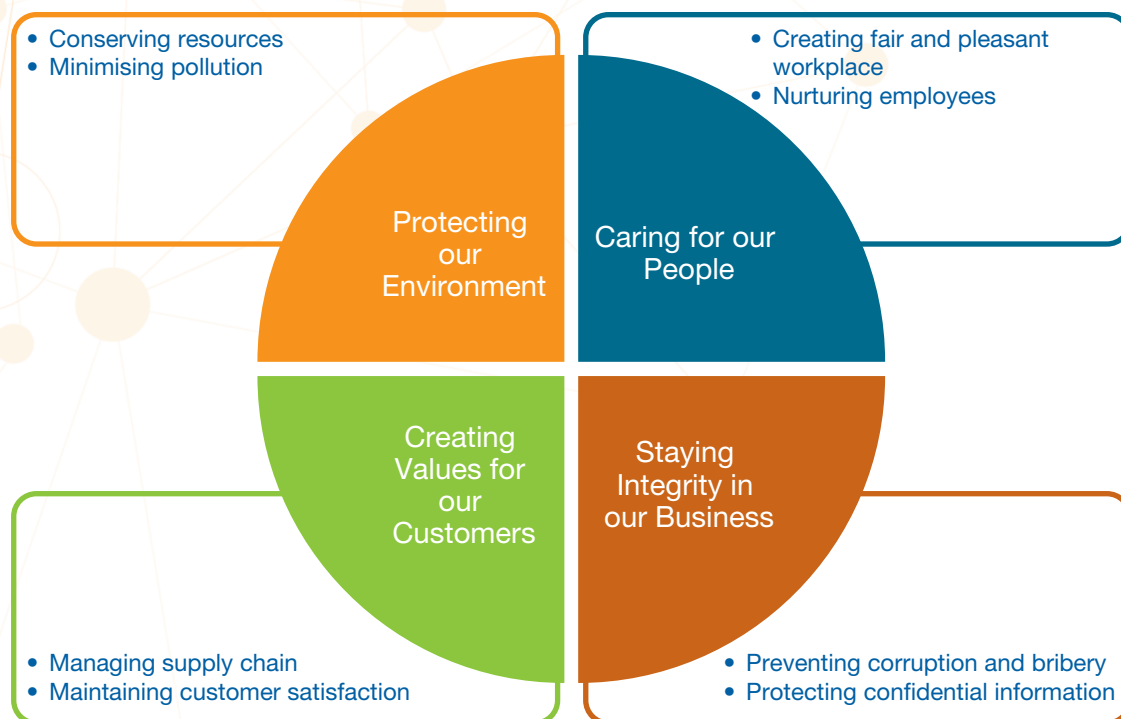 • Conserving resources
• Minimising pollution
• Creating fair and pleasant
workplace
• Nurturing employees
Protecting
our
Environment
Caring for our
People
Creating
Values for
our
Customers
Staying
Integrity in
our Business
• Managing supply chain
• Maintaining customer satisfaction
• Preventing corruption and bribery
• Protecting confidential information